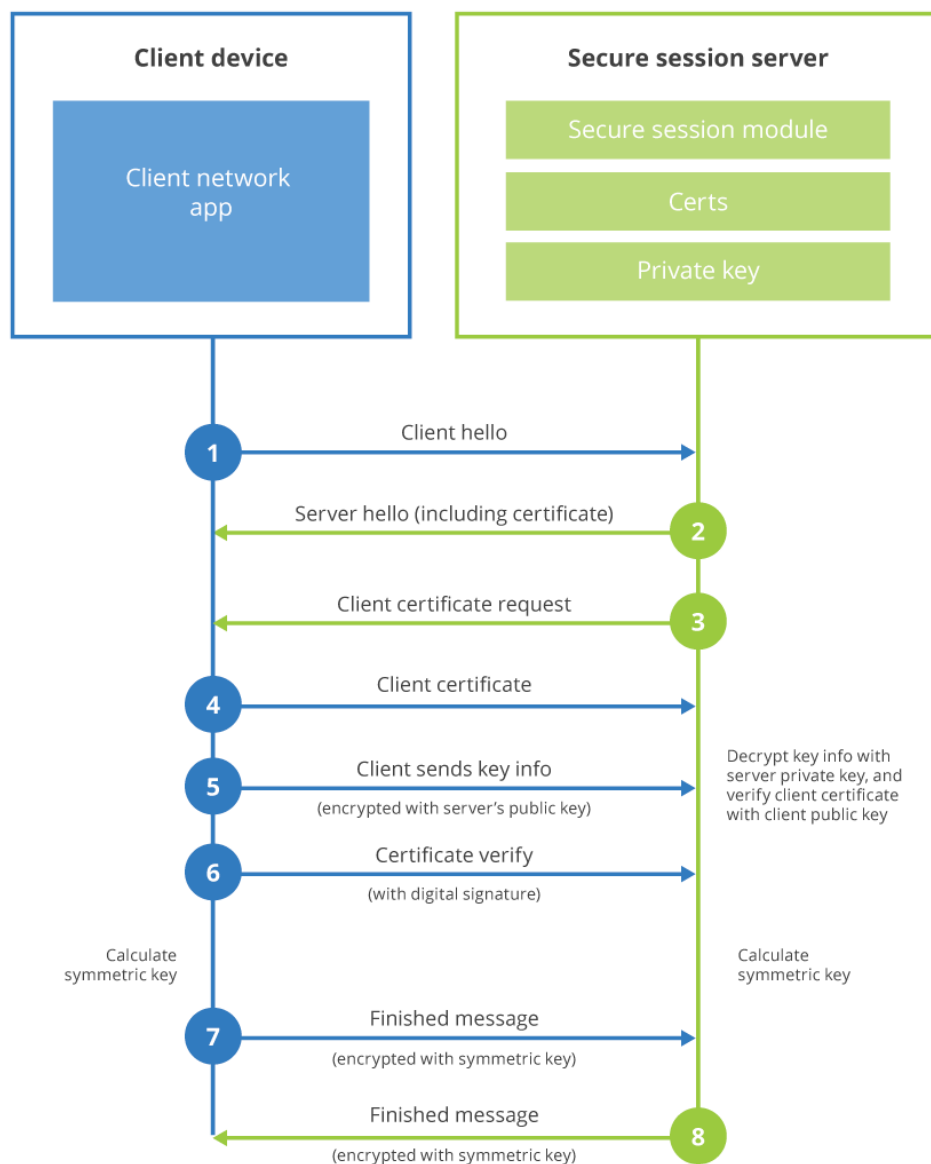 Client device
Client network
app
Secure session server
Secure session module
Certs
Private key
1
Client hello
Server hello (including certificate)
2
Client certificate request
3
4
Client certificate
5
Client sends key info
(encrypted with server’s public key)
Decrypt key info with
server private key, and
verify client certificate
with client public key
6
Certificate verify
(with digital signature)
Calculate
symmetric key
Calculate
symmetric key
7
Finished message
(encrypted with symmetric key)
Finished message
(encrypted with symmetric key)
8